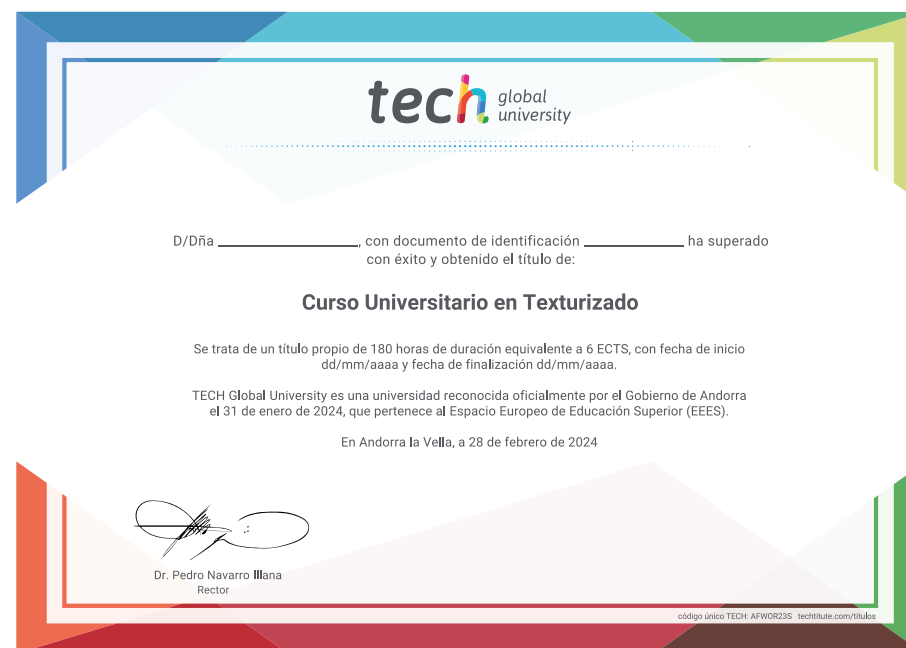 tech global university
D/Dña ______________, con documento de identificación __________ ha superado
con éxito y obtenido el título de:
Curso Universitario en Texturizado
Se trata de un título propio de 180 horas de duración equivalente a 6 ECTS, con fecha de inicio
dd/mm/aaaa y fecha de finalización dd/mm/aaaa.
TECH Global University es una universidad reconocida oficialmente por el Gobierno de Andorra
el 31 de enero de 2024, que pertenece al Espacio Europeo de Educación Superior (EEES).
En Andorra la Vella, a 28 de febrero de 2024
Dr. Pedro Navarro Illana
Rector
código único TECH: AFWOR23S techtitute.com/titulos